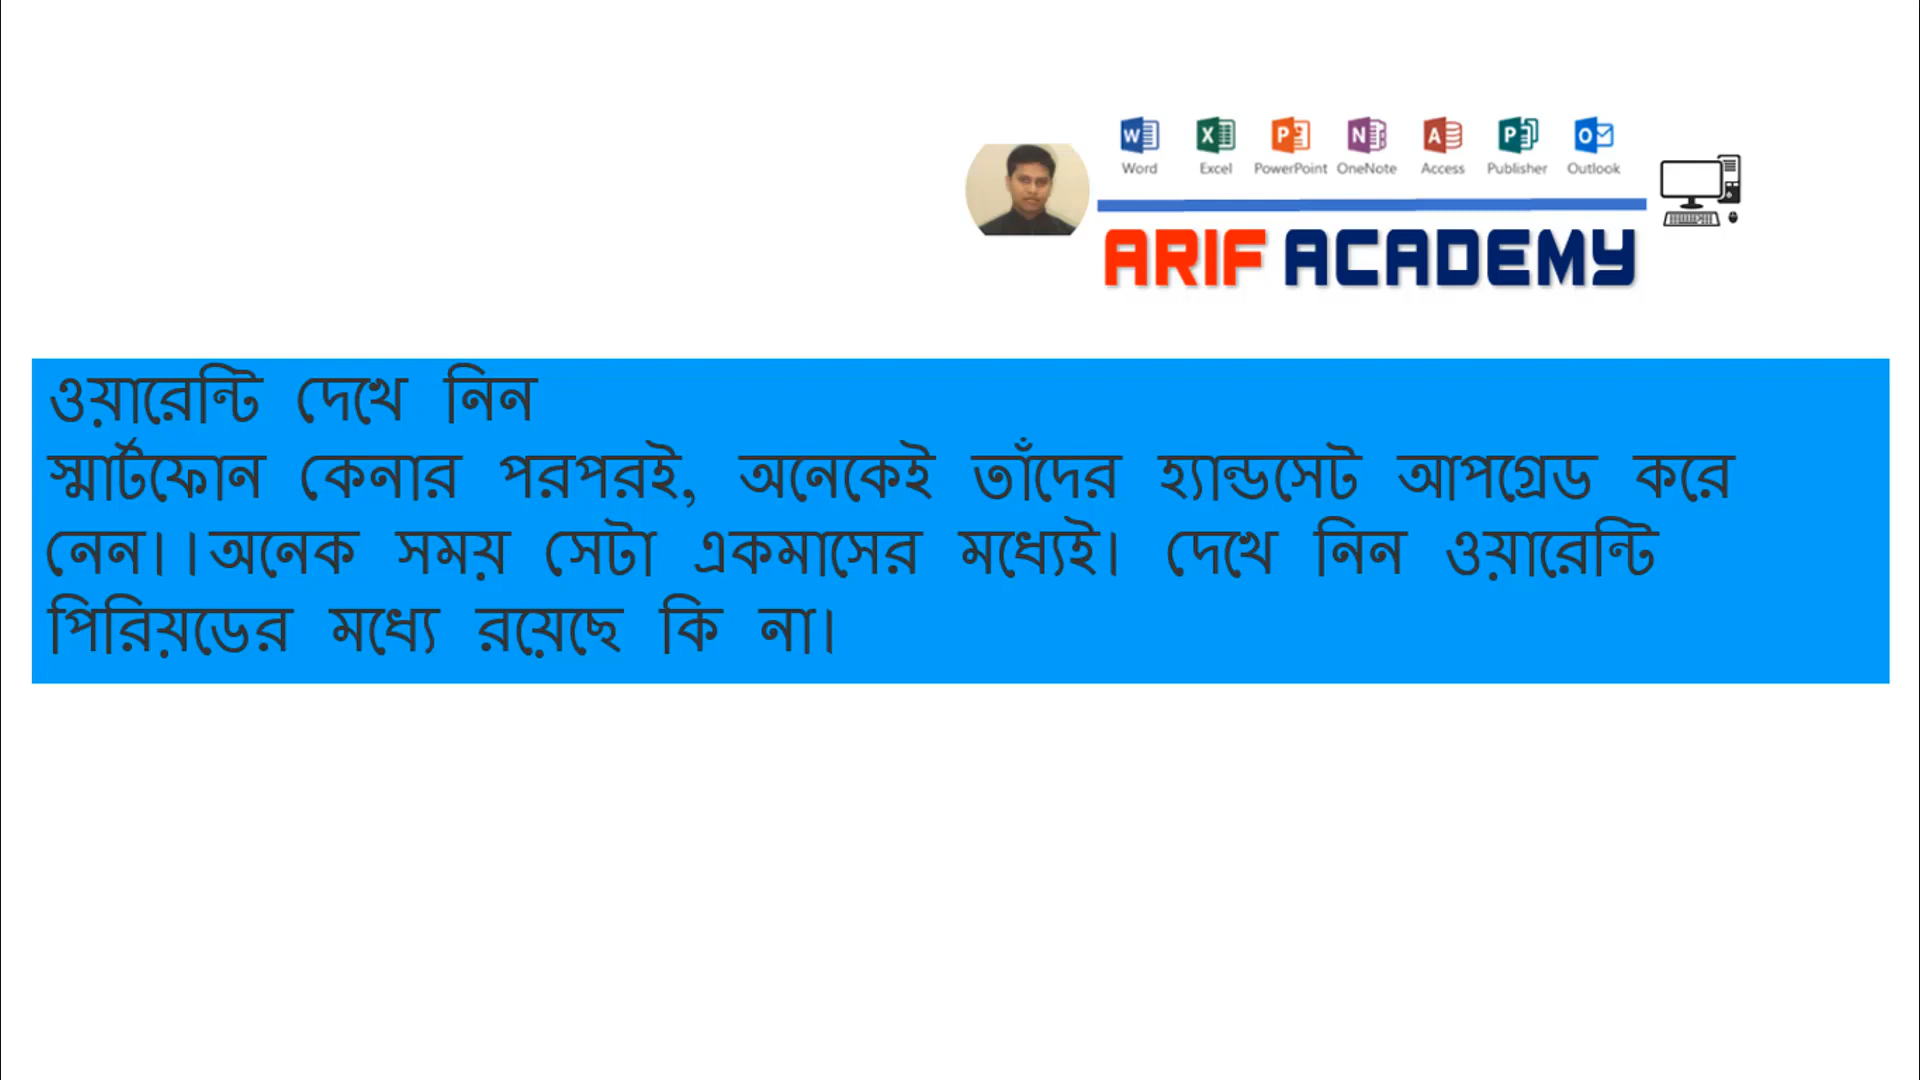 Word Excel PowerPoint OneNote Access Publisher Outlook
ARIF ACADEMY
ওয়ারেন্টি দেখে নিন
স্মার্টফোন কেনার পরপরই, অনেকেই তাঁদের হ্যান্ডসেট আপগ্রেড করে
নেন।।অনেক সময় সেটা একমাসের মধ্যেই। দেখে নিন ওয়ারেন্টি
পিরিয়ডের মধ্যে রয়েছে কি না।